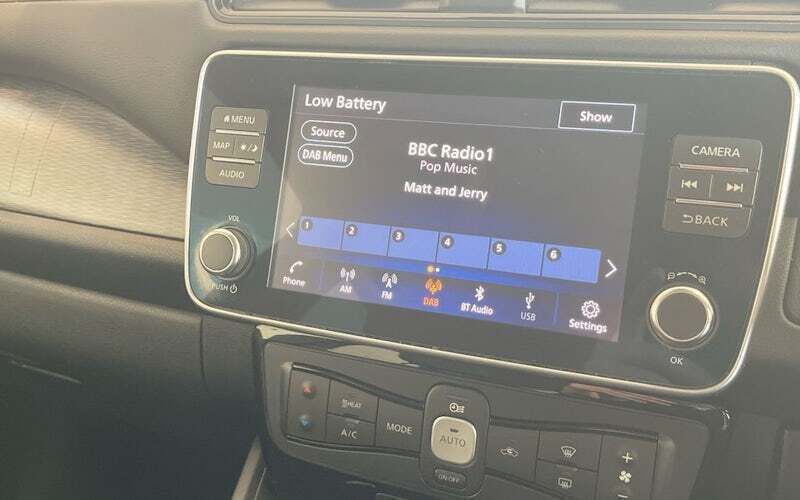 Low Battery
Show
Source
DAB Menu
BBC Radio1
Pop Music
Matt and Jerry
1 2 3 4 5 6
Phone
AM
FM
DAB
BT Audio
USB
Settings
MENU
MAP
AUDIO
VOL
PUSH
CAMERA
BACK
OK
HEAT
A/C
MODE
AUTO
ON·OFF